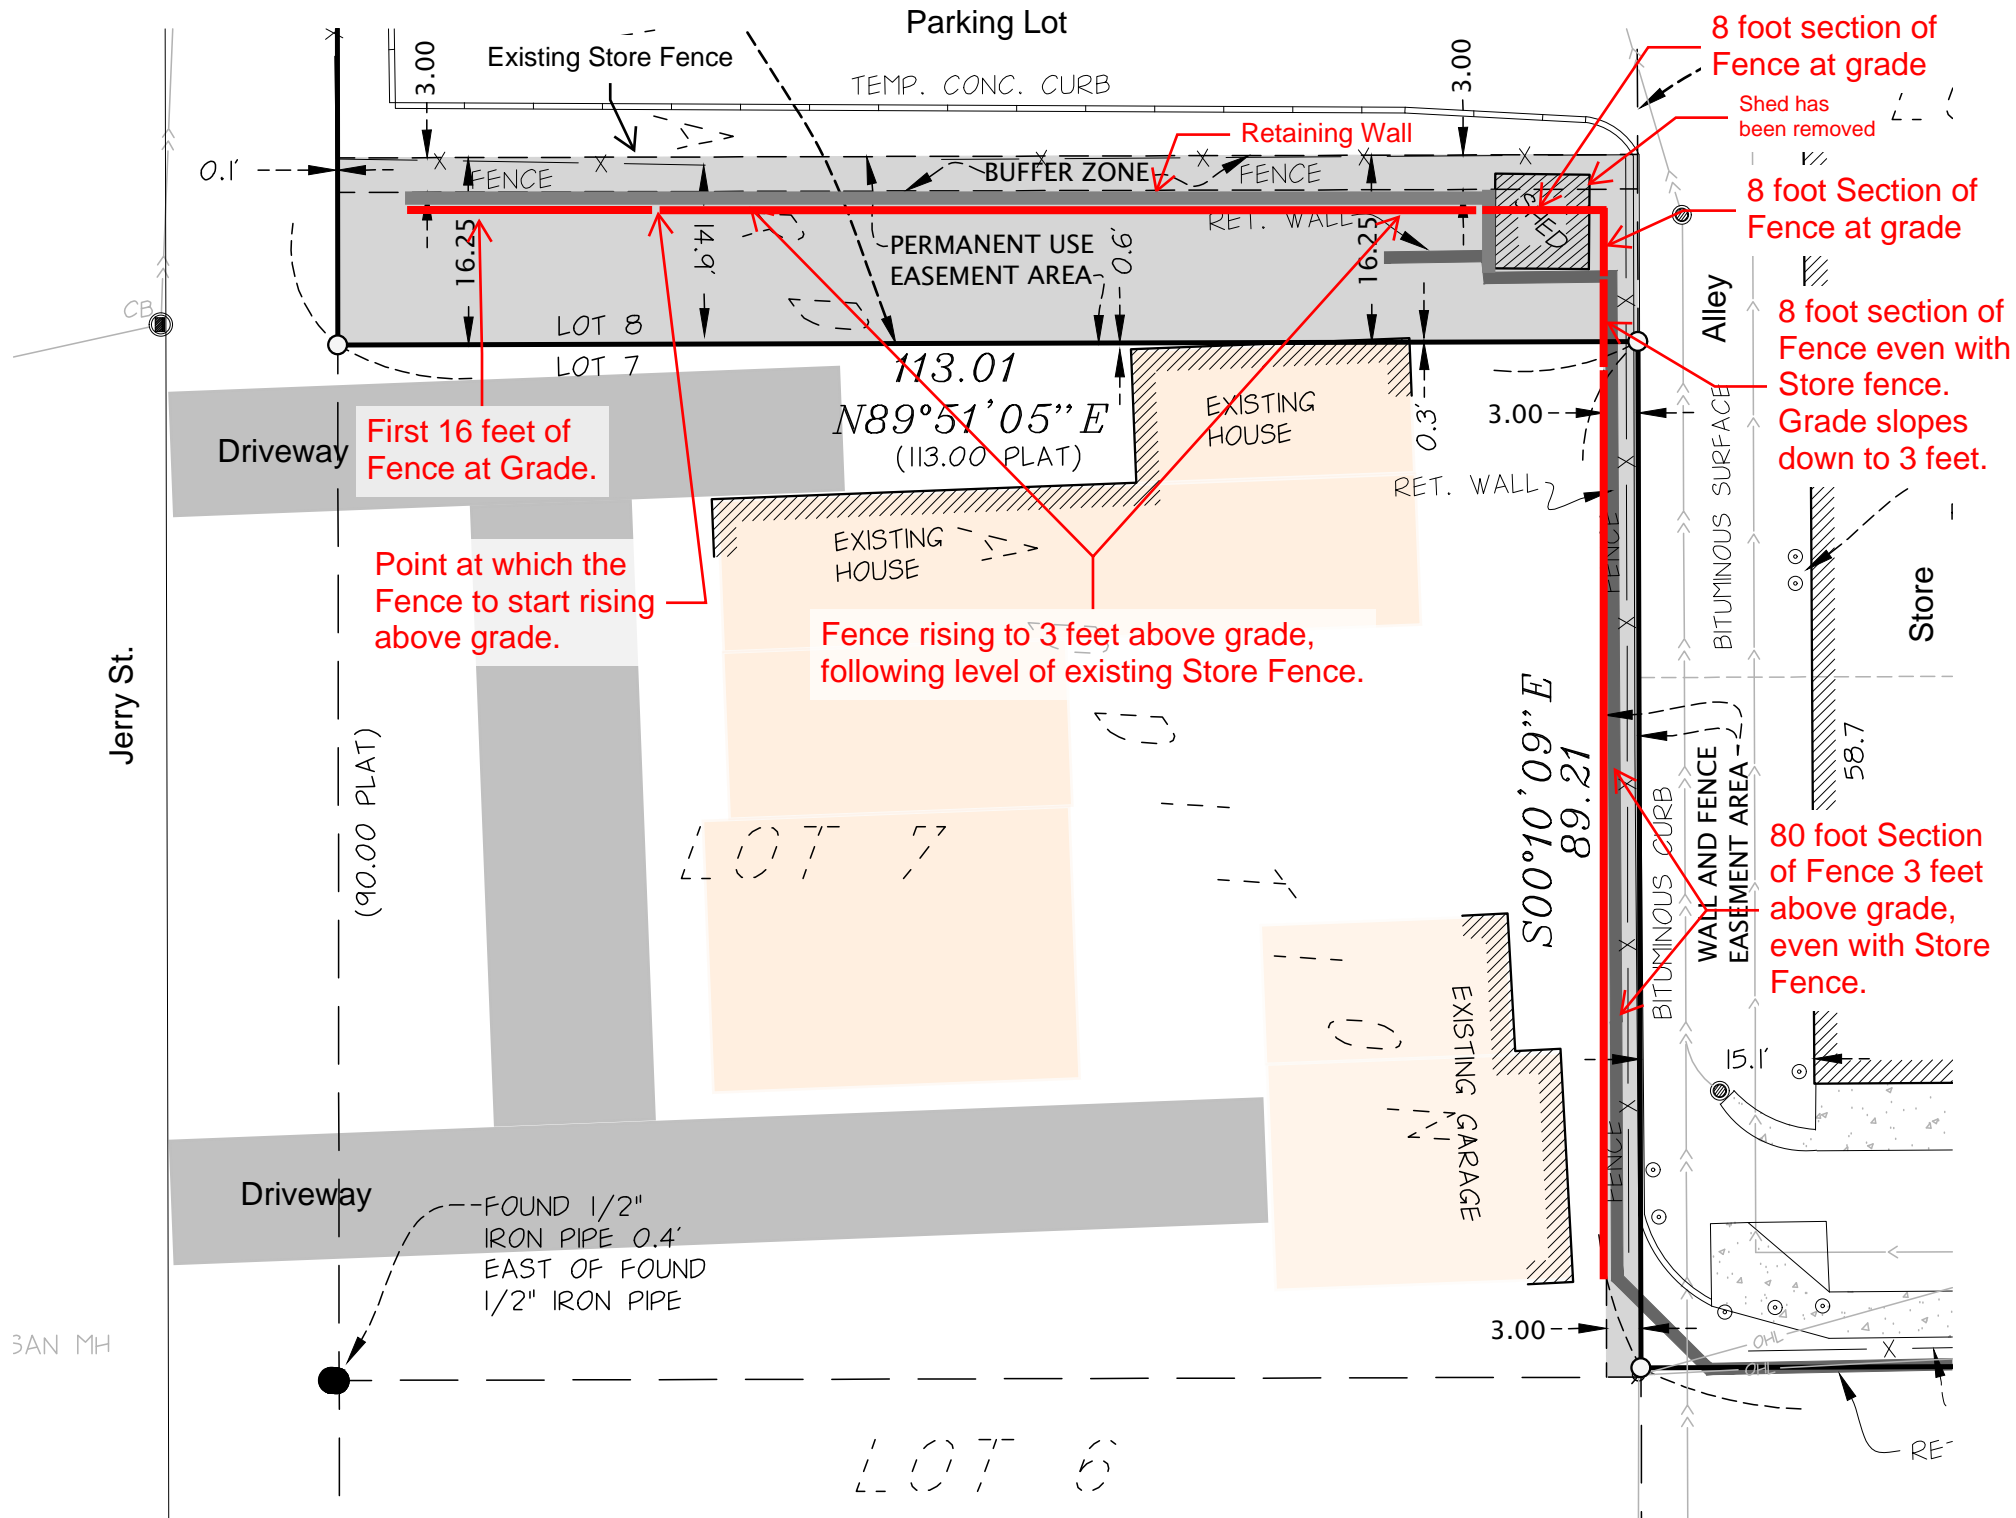 Parking Lot
Existing Store Fence
3.00
TEMP. CONC. CURB
3.00
8 foot section of
Fence at grade
Shed has
been removed
Retaining Wall
0.1'
FENCE
BUFFER ZONE
FENCE
8 foot Section of
Fence at grade
16.25
14.9'
PERMANENT USE
EASEMENT AREA
0.6'
RET. WALL
16.25
SHED
Alley
CB
LOT 8
LOT 7
113.01
N89°51'05"E
(113.00 PLAT)
EXISTING
HOUSE
0.3'
3.00
8 foot section of
Fence even with
Store fence.
Grade slopes
down to 3 feet.
Driveway
First 16 feet of
Fence at Grade.
RET. WALL
BITUMINOUS SURFACE
FENCE
EXISTING
HOUSE
Point at which the
Fence to start rising
above grade.
Fence rising to 3 feet above grade,
following level of existing Store Fence.
Store
Jerry St.
(90.00 PLAT)
S00°01'09"E
89.21
WALL AND FENCE
EASEMENT AREA
58.7
LOT 7
BITUMINOUS CURB
80 foot Section
of Fence 3 feet
above grade,
even with Store
Fence.
EXISTING GARAGE
15.1'
FENCE
Driveway
FOUND 1/2"
IRON PIPE 0.4'
EAST OF FOUND
1/2" IRON PIPE
SAN MH
3.00
OHL
OHL
LOT 6